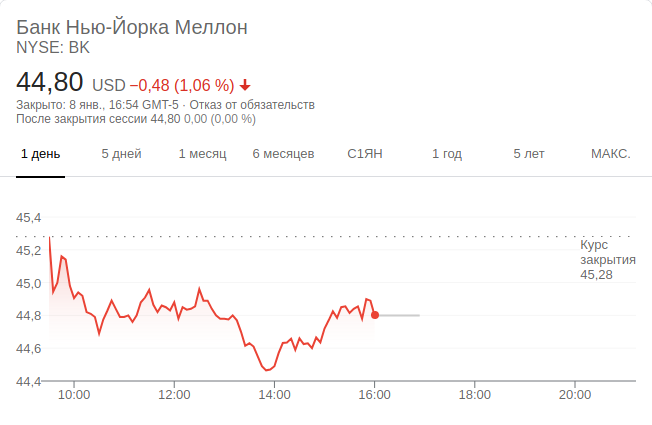 Банк Нью-Йорка Меллон
NYSE: BK
44,80 USD −0,48 (1,06 %)
Закрыто: 8 янв., 16:54 GMT-5 · Отказ от обязательств
После закрытия сессии 44,80 0,00 (0,00 %)
1 день 5 дней 1 месяц 6 месяцев С1ЯН 1 год 5 лет МАКС.
45,4
45,2
45,0
44,8
44,6
44,4
Курс
закрытия
45,28
10:00 12:00 14:00 16:00 18:00 20:00